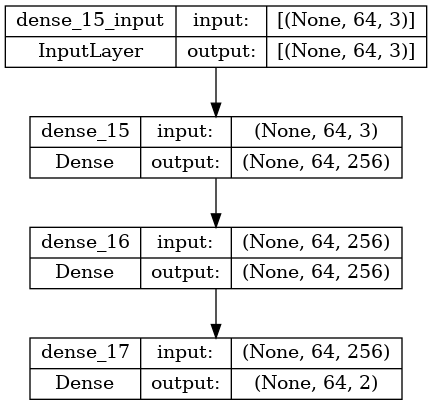 dense_15_input input: [(None, 64, 3)]
InputLayer output: [(None, 64, 3)]
dense_15 input: (None, 64, 3)
Dense output: (None, 64, 256)
dense_16 input: (None, 64, 256)
Dense output: (None, 64, 256)
dense_17 input: (None, 64, 256)
Dense output: (None, 64, 2)